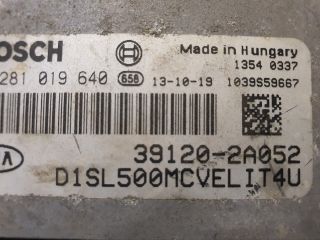 BOSCH
Made in Hungary
1354 0337
281 019 640 658 13-10-19 1039S59667
39120-2A052
D1SL500MCVELIT4U